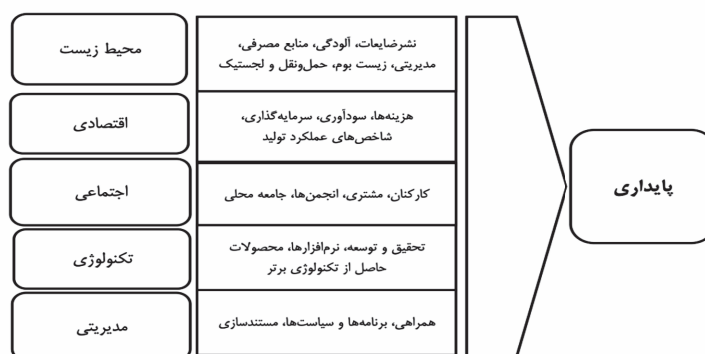 محیط زیست
نشرضایعات، آلودگی، منابع مصرفی،
مدیریتی، زیست بوم، حمل‌ونقل و لجستیک
اقتصادی
هزینه‌ها، سودآوری، سرمایه‌گذاری،
شاخص‌های عملکرد تولید
اجتماعی
کارکنان، مشتری، انجمن‌ها، جامعه محلی
تکنولوژی
تحقیق و توسعه، نرم‌افزارها، محصولات
حاصل از تکنولوژی برتر
مدیریتی
همراهی، برنامه‌ها و سیاست‌ها، مستندسازی
پایداری